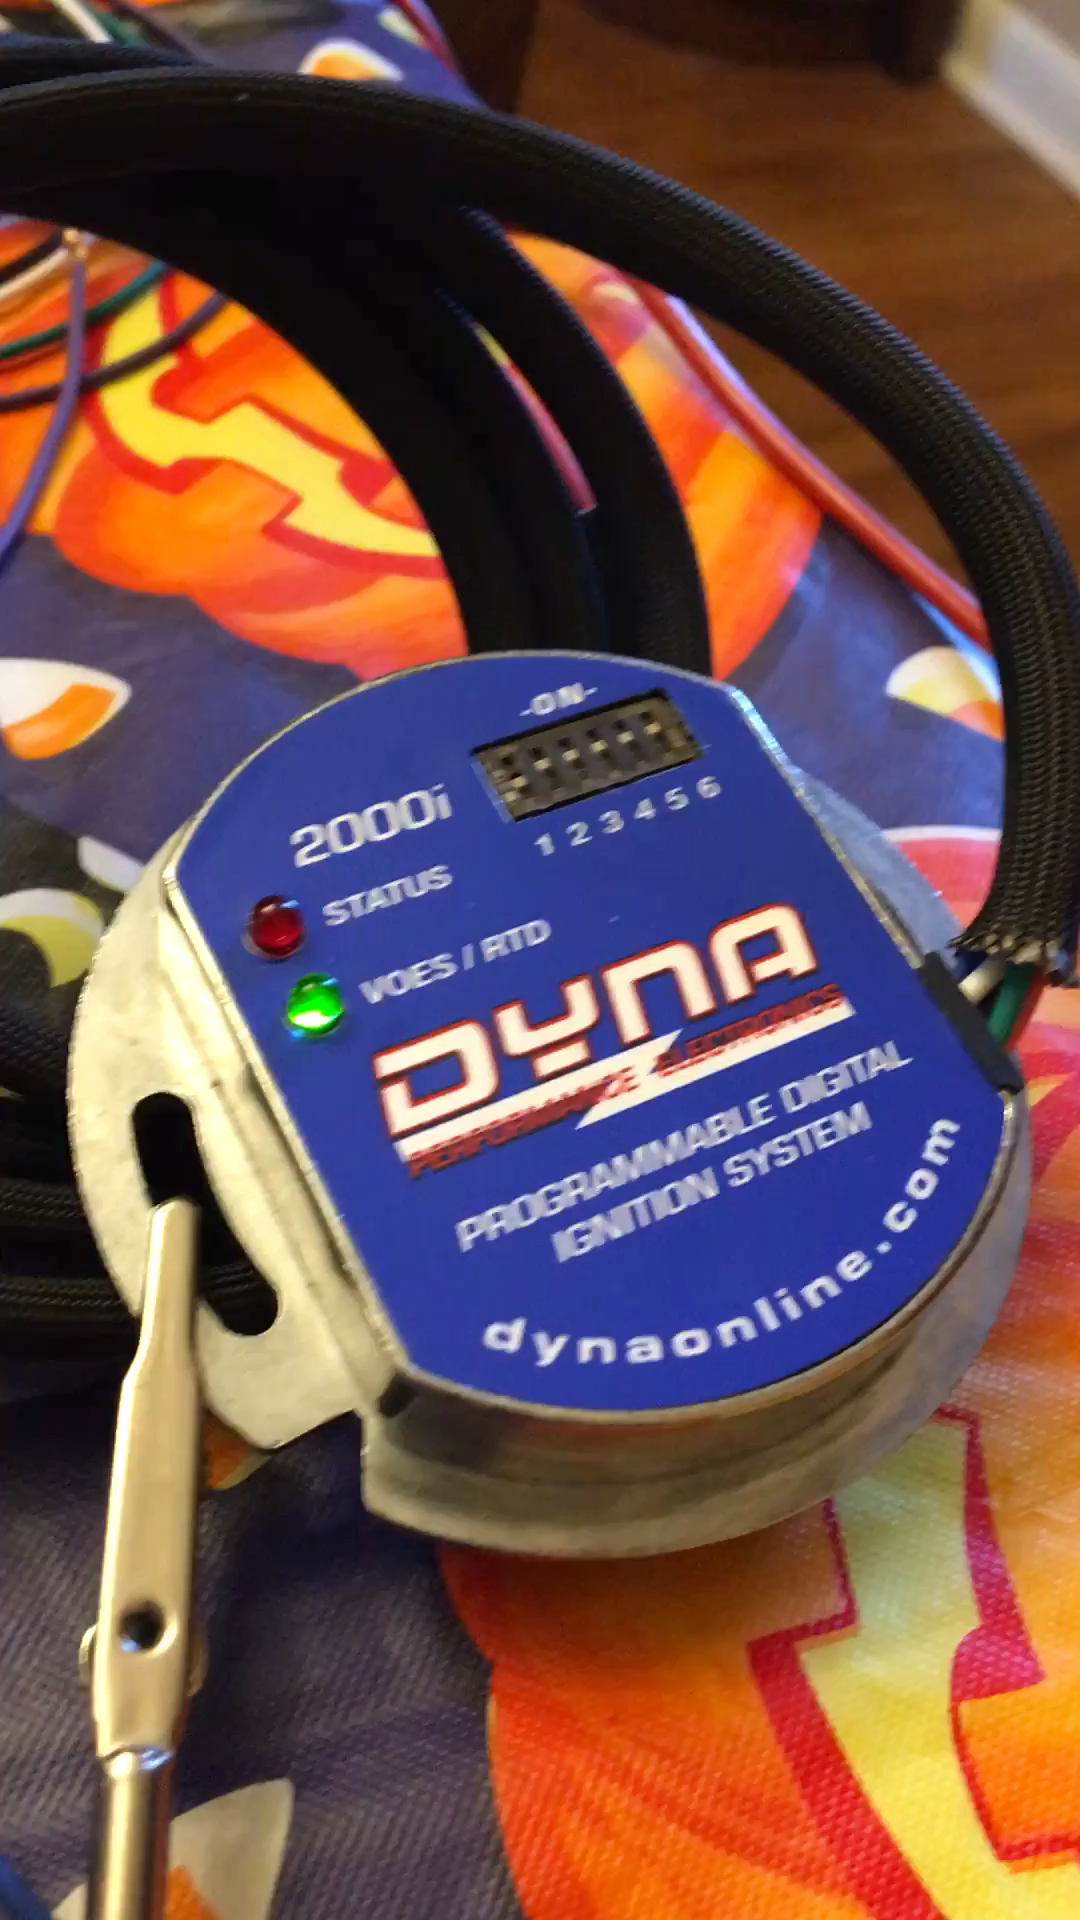 -ON-
1 2 3 4 5 6
2000i
STATUS
VOES / RTD
DYNA
PERFORMANCE ELECTRONICS
PROGRAMMABLE DIGITAL
IGNITION SYSTEM
dynaonline.com